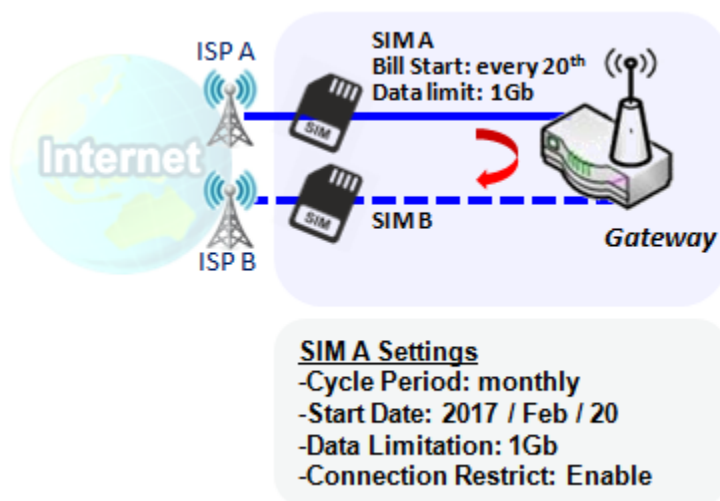 ISP A
SIM A
Bill Start: every 20th
Data limit: 1Gb
SIM
Internet
SIM
SIM B
Gateway
ISP B
SIM A Settings
-Cycle Period: monthly
-Start Date: 2017 / Feb / 20
-Data Limitation: 1Gb
-Connection Restrict: Enable